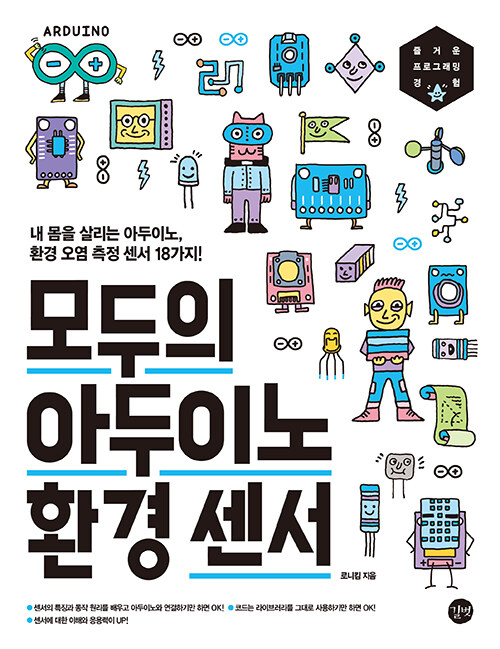 ARDUINO
즐거운
프로그래밍
경험
내 몸을 살리는 아두이노,
환경 오염 측정 센서 18가지!
모두의
아두이노
환경 센서
로니킴 지음
● 센서의 특징과 동작 원리를 배우고 아두이노와 연결하기만 하면 OK! ● 코드는 라이브러리를 그대로 사용하기만 하면 OK!
● 센서에 대한 이해와 응용력이 UP!
길벗